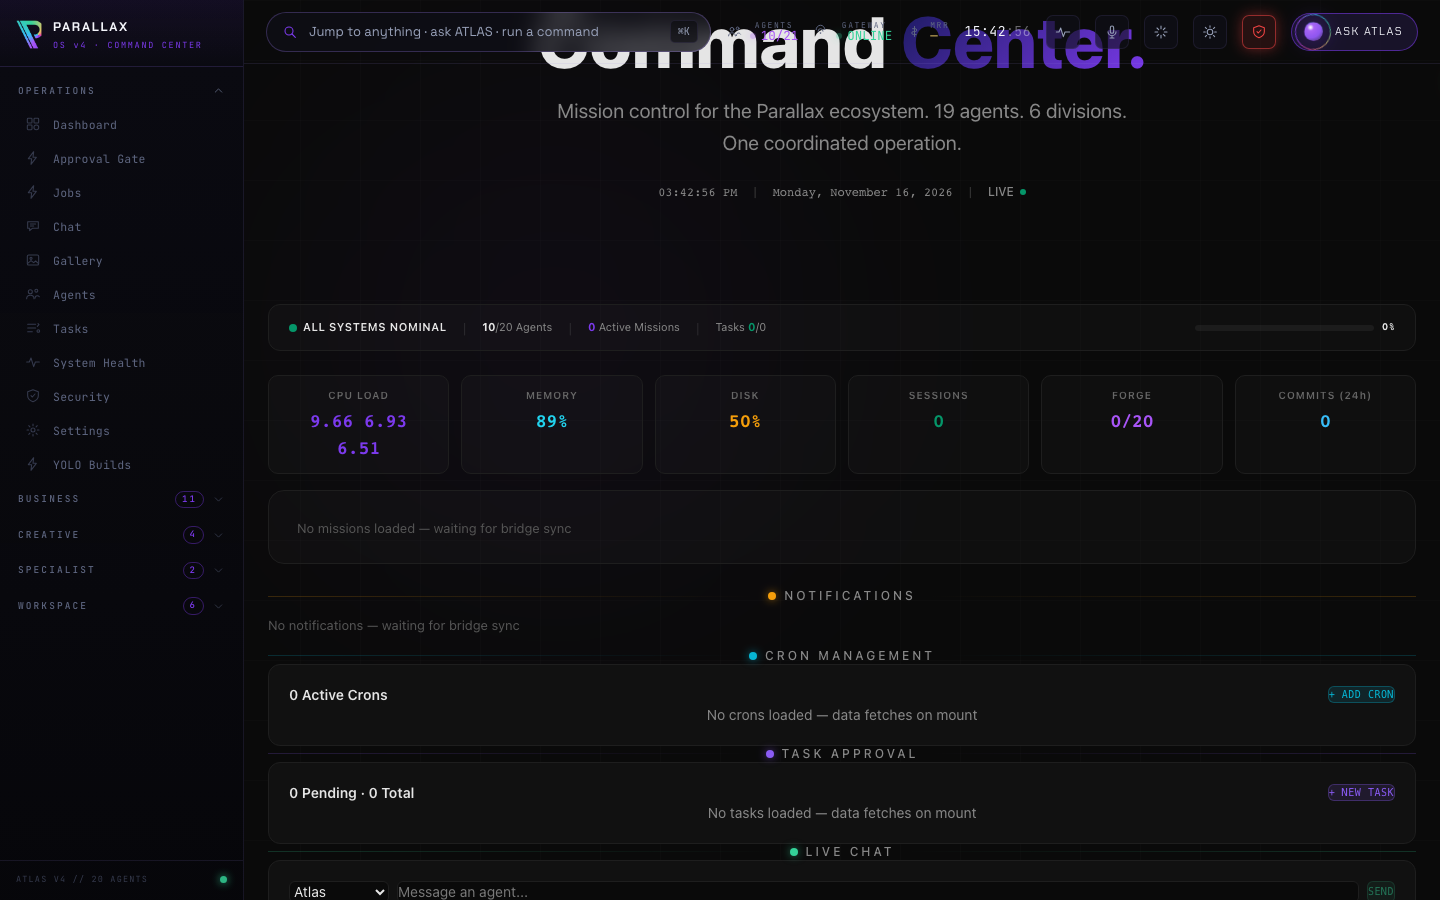 PARALLAX
OS v4 · COMMAND CENTER
Jump to anything · ask ATLAS · run a command
⌘K
AGENTS
10/21
GATEWAY
ONLINE
MRR
—
15:42:56
ASK ATLAS
OPERATIONS
Dashboard
Approval Gate
Jobs
Chat
Gallery
Agents
Tasks
System Health
Security
Settings
YOLO Builds
BUSINESS 11
CREATIVE 4
SPECIALIST 2
WORKSPACE 6
ATLAS V4 // 20 AGENTS
Command Center.
Mission control for the Parallax ecosystem. 19 agents. 6 divisions.
One coordinated operation.
03:42:56 PM | Monday, November 16, 2026 | LIVE
ALL SYSTEMS NOMINAL | 10/20 Agents | 0 Active Missions | Tasks 0/0 0%
CPU LOAD
9.66 6.93
6.51
MEMORY
89%
DISK
50%
SESSIONS
0
FORGE
0/20
COMMITS (24h)
0
No missions loaded — waiting for bridge sync
NOTIFICATIONS
No notifications — waiting for bridge sync
CRON MANAGEMENT
0 Active Crons
+ ADD CRON
No crons loaded — data fetches on mount
TASK APPROVAL
0 Pending · 0 Total
+ NEW TASK
No tasks loaded — data fetches on mount
LIVE CHAT
Atlas
Message an agent...
SEND